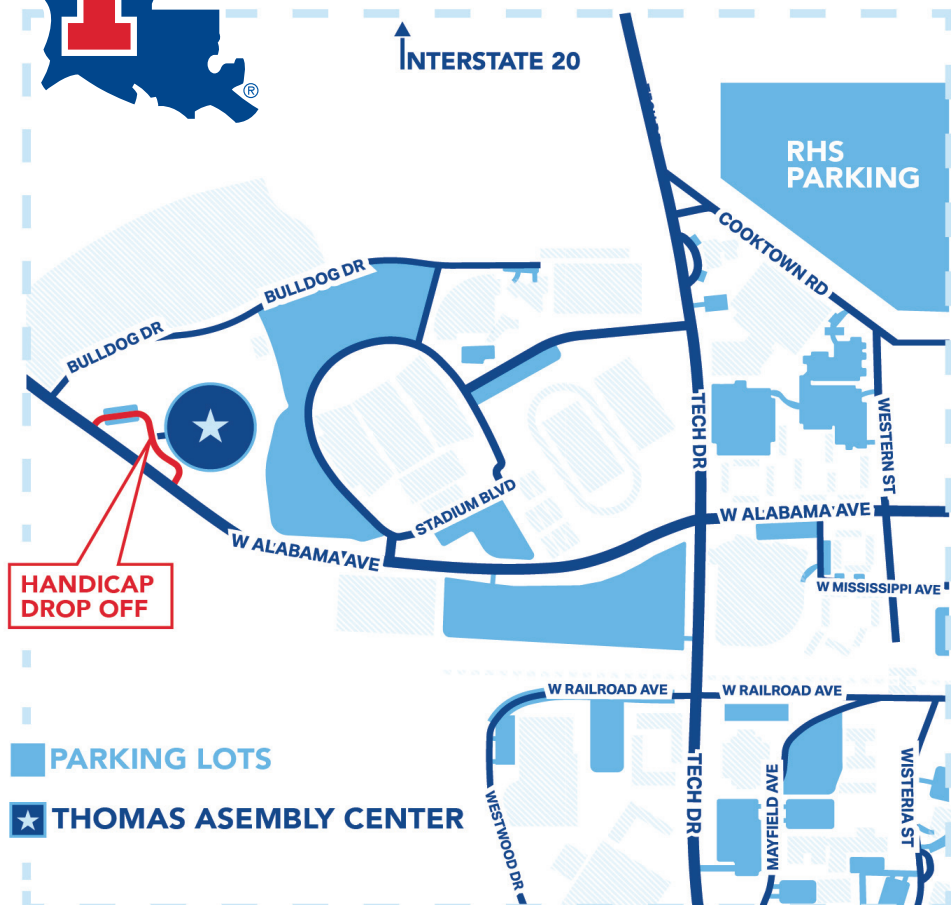 ®
INTERSTATE 20
RHS
PARKING
COOKTOWN RD
BULLDOG DR
BULLDOG DR
TECH DR
WESTERN ST
STADIUM BLVD
W ALABAMA AVE
W ALABAMA AVE
HANDICAP
DROP OFF
W MISSISSIPPI AVE
W RAILROAD AVE
W RAILROAD AVE
PARKING LOTS
THOMAS ASEMBLY CENTER
WESTWOOD DR
TECH DR
MAYFIELD AVE
WISTERIA ST